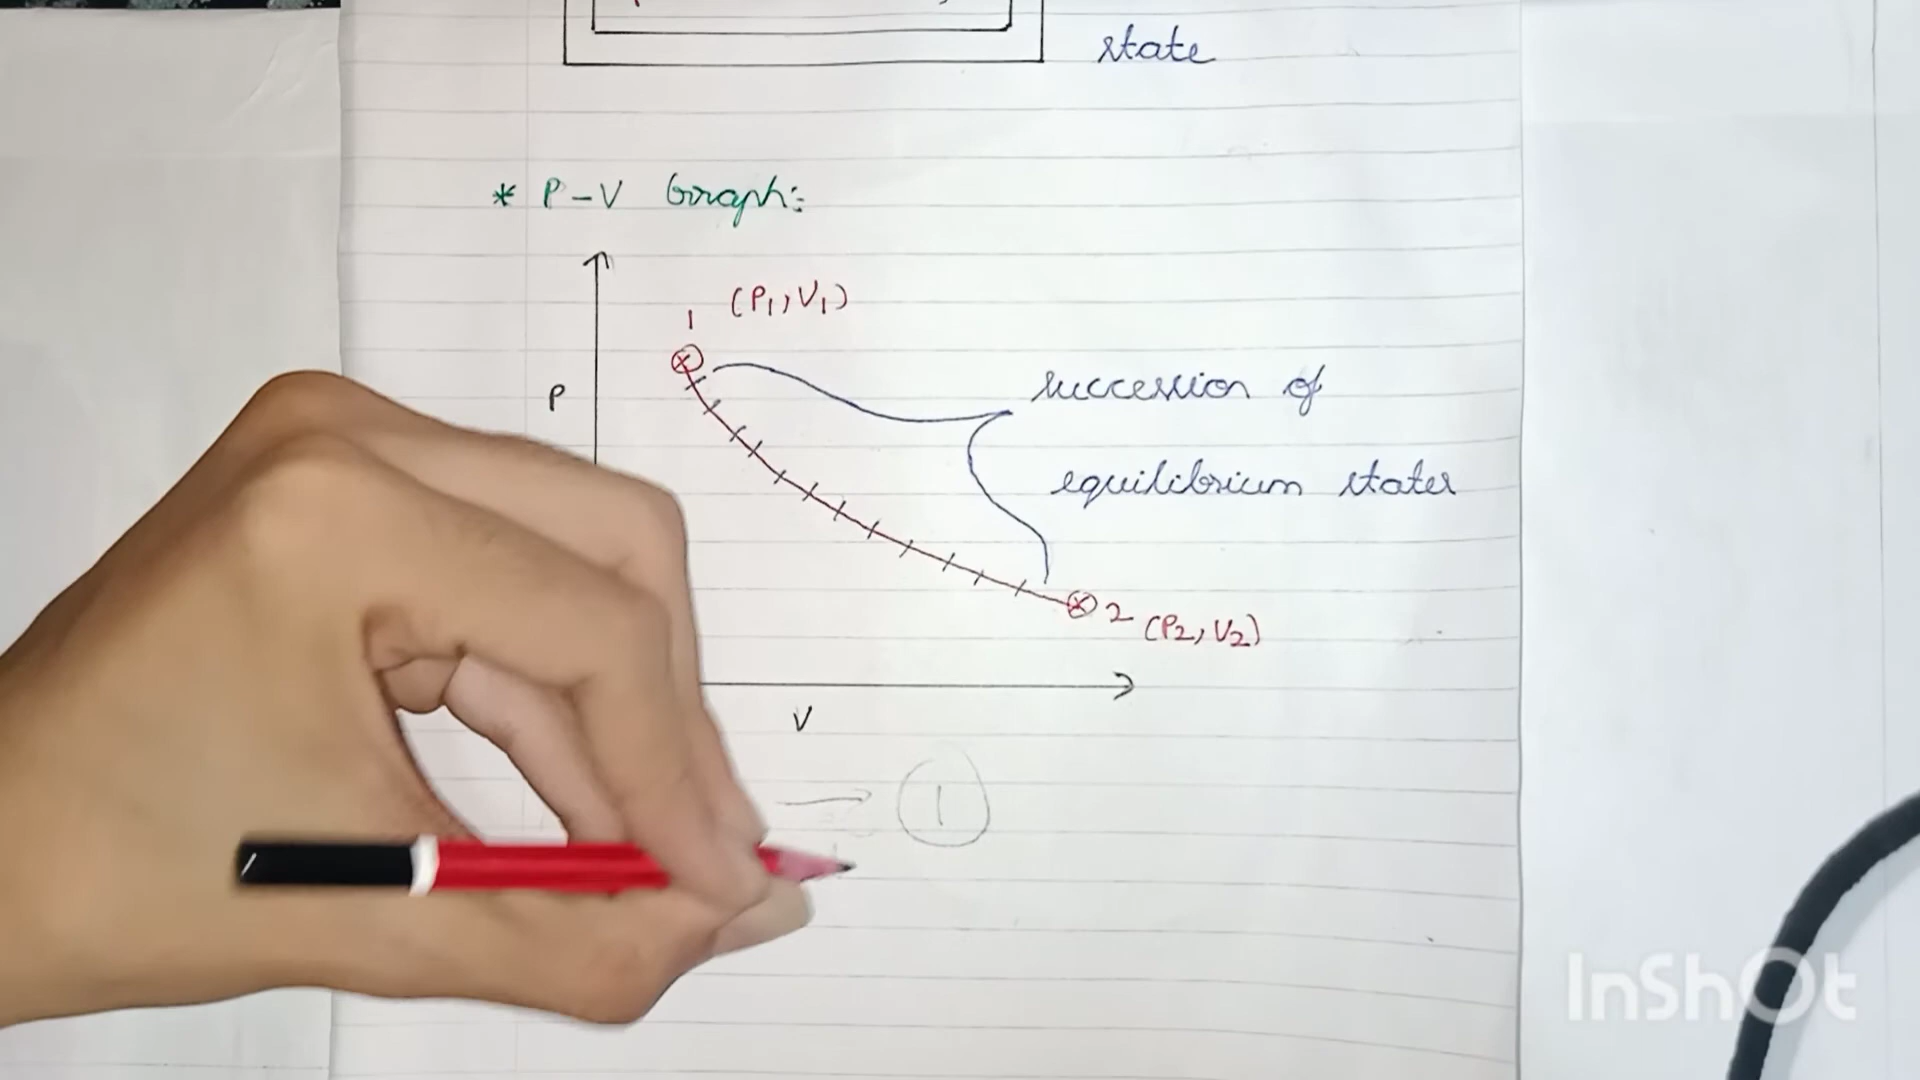 state
* P-V Graph:
1 (P1, V1)
P
succession of
equilibrium states
2 (P2, V2)
V
→ 1
InShOt